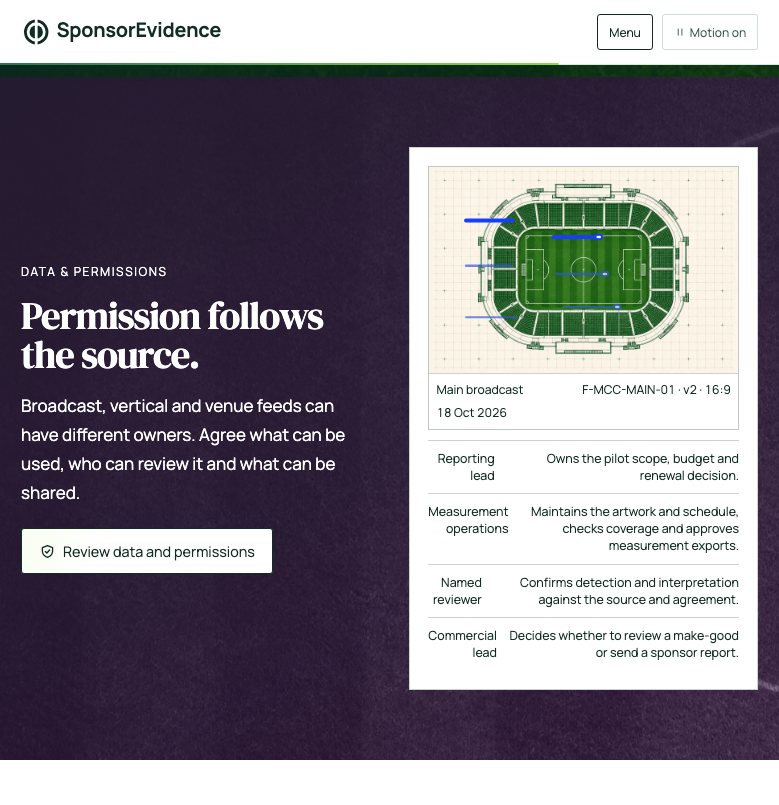 SponsorEvidence
Menu
Motion on
DATA & PERMISSIONS
Permission follows
the source.
Broadcast, vertical and venue feeds can
have different owners. Agree what can be
used, who can review it and what can be
shared.
Review data and permissions
Main broadcast
F-MCC-MAIN-01 · v2 · 16:9
18 Oct 2026
Reporting
lead
Owns the pilot scope, budget and
renewal decision.
Measurement
operations
Maintains the artwork and schedule,
checks coverage and approves
measurement exports.
Named
reviewer
Confirms detection and interpretation
against the source and agreement.
Commercial
lead
Decides whether to review a make-good
or send a sponsor report.